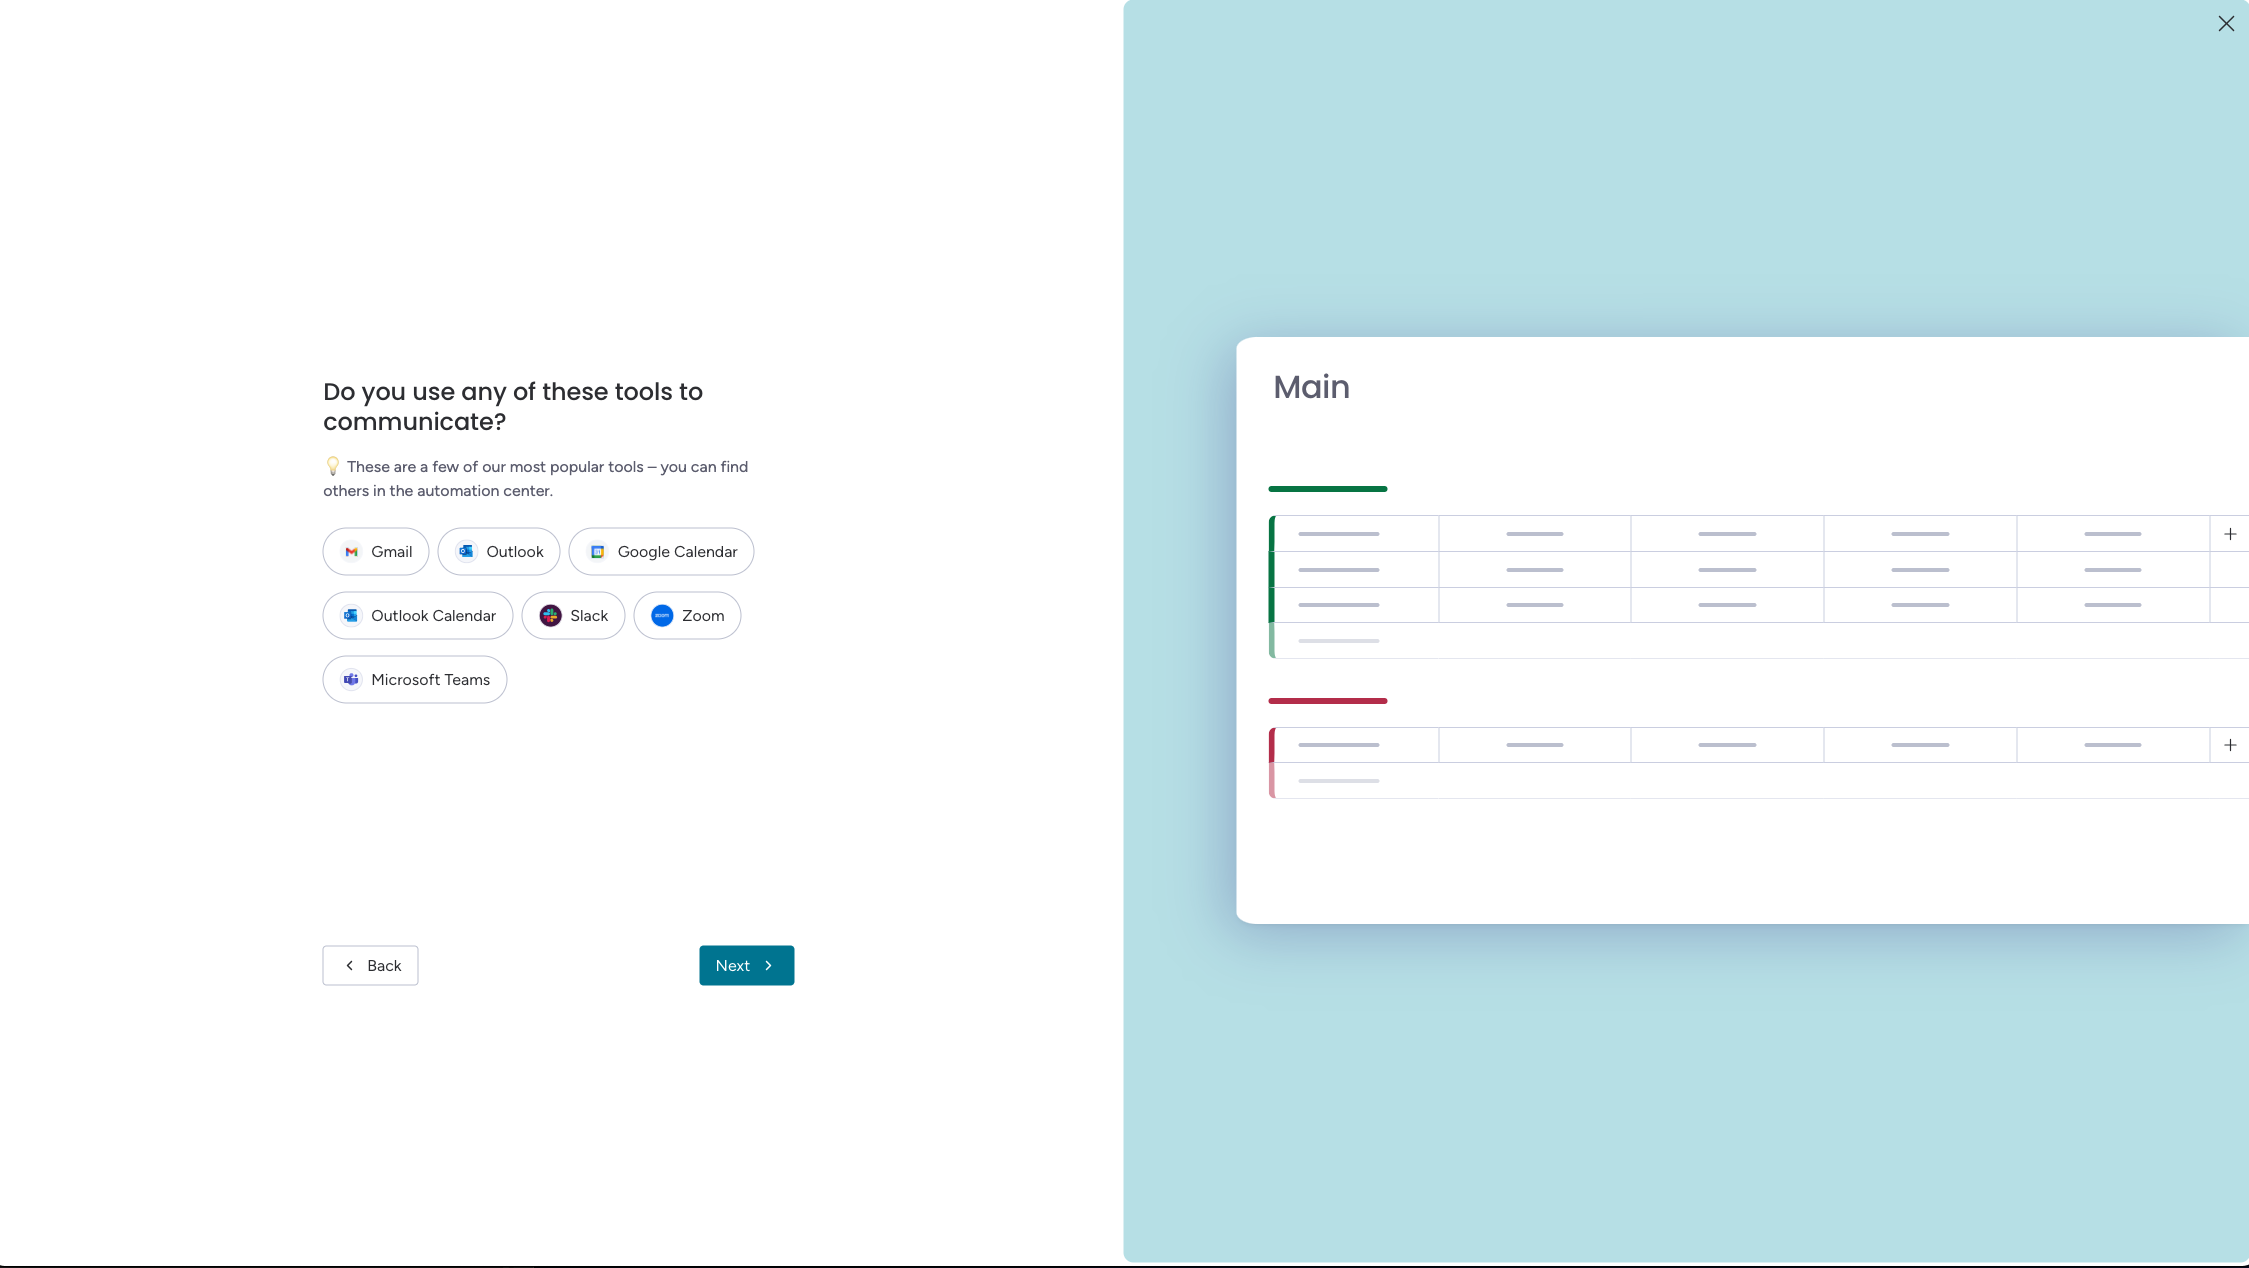 Do you use any of these tools to
communicate?
💡 These are a few of our most popular tools – you can find
others in the automation center.
Gmail
Outlook
Google Calendar
Outlook Calendar
Slack
Zoom
Microsoft Teams
Back
Next
Main